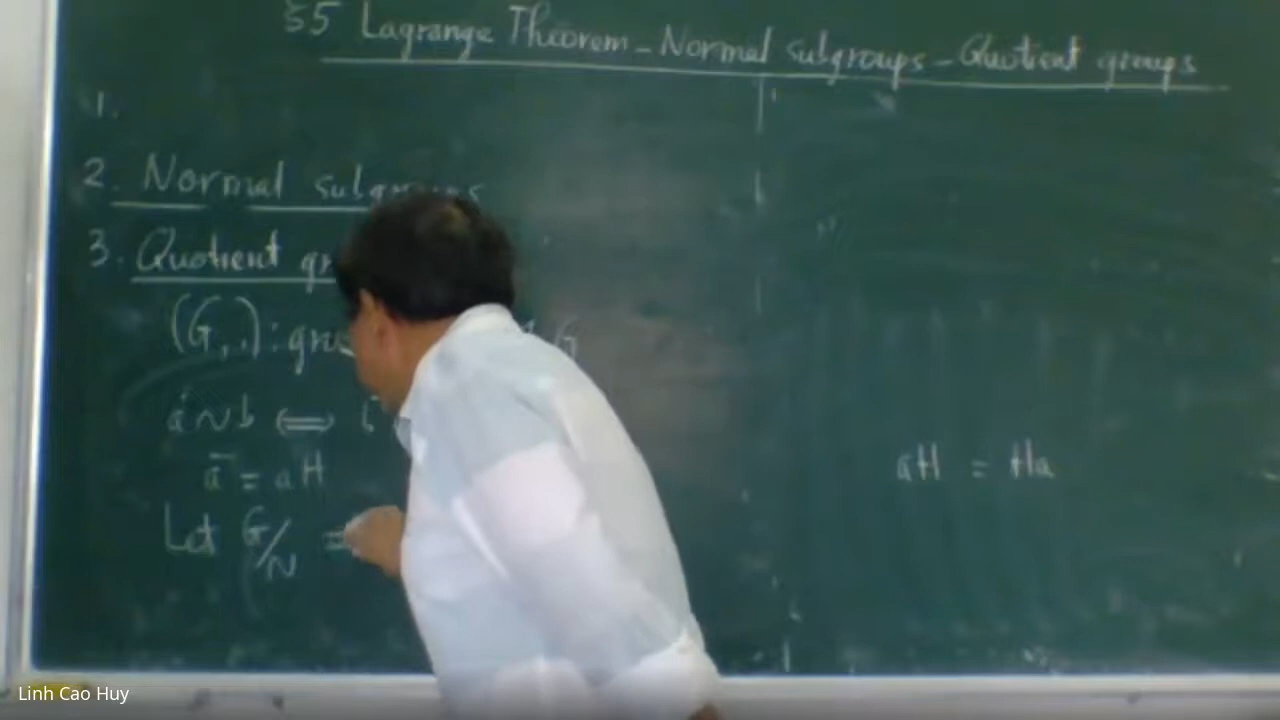 §5 Lagrange Theorem - Normal subgroups - Quotient groups
1.
2. Normal subgroups
3. Quotient gr
(G, .): gro G
a ~ b ⟺ b
ā = aH
Let G/~ =
aH = Ha
Linh Cao Huy